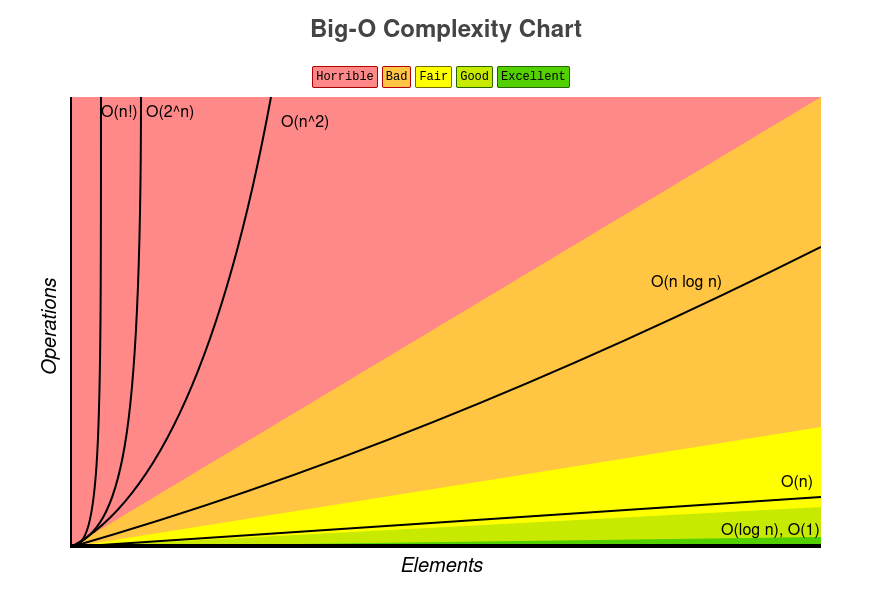 Big-O Complexity Chart
Horrible Bad Fair Good Excellent
O(n!) O(2^n)
O(n^2)
O(n log n)
Operations
O(n)
O(log n), O(1)
Elements